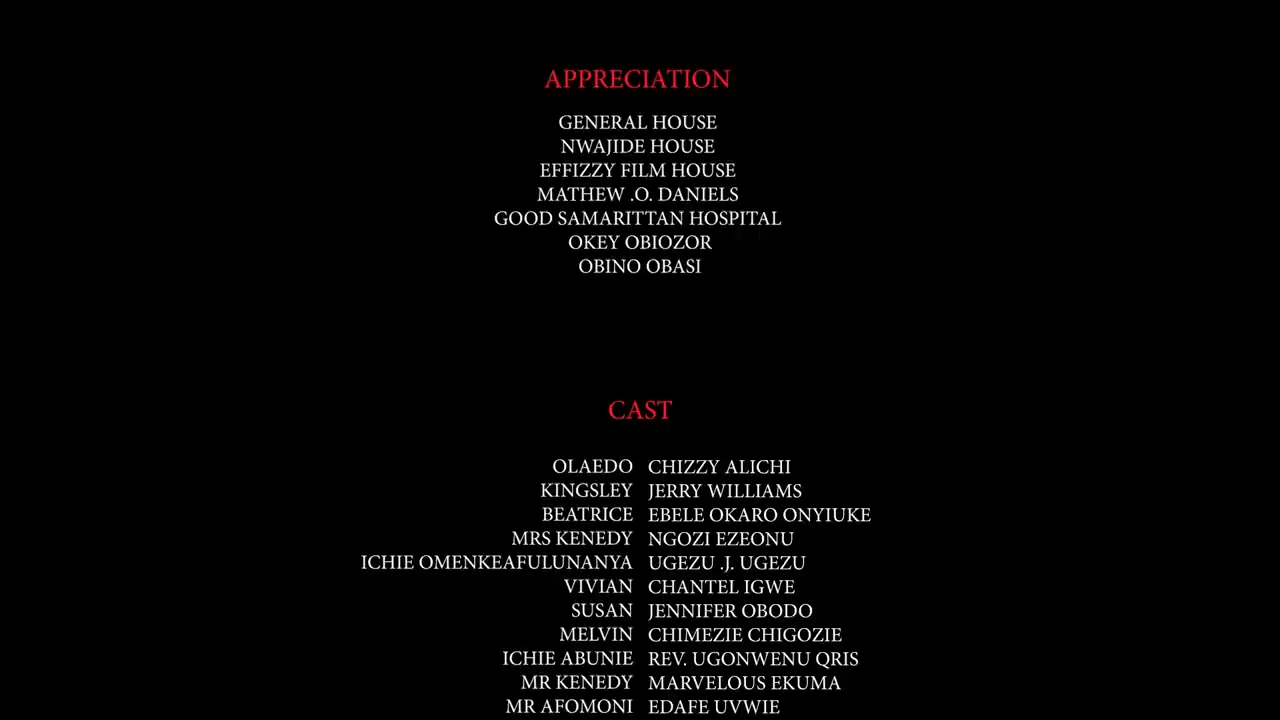 APPRECIATION
GENERAL HOUSE
NWAJIDE HOUSE
EFFIZZY FILM HOUSE
MATHEW .O. DANIELS
GOOD SAMARITTAN HOSPITAL
OKEY OBIOZOR
OBINO OBASI
CAST
OLAEDO CHIZZY ALICHI
KINGSLEY JERRY WILLIAMS
BEATRICE EBELE OKARO ONYIUKE
MRS KENEDY NGOZI EZEONU
ICHIE OMENKEAFULUNANYA UGEZU .J. UGEZU
VIVIAN CHANTEL IGWE
SUSAN JENNIFER OBODO
MELVIN CHIMEZIE CHIGOZIE
ICHIE ABUNIE REV. UGONWENU QRIS
MR KENEDY MARVELOUS EKUMA
MR AFOMONI EDAFE UVWIE